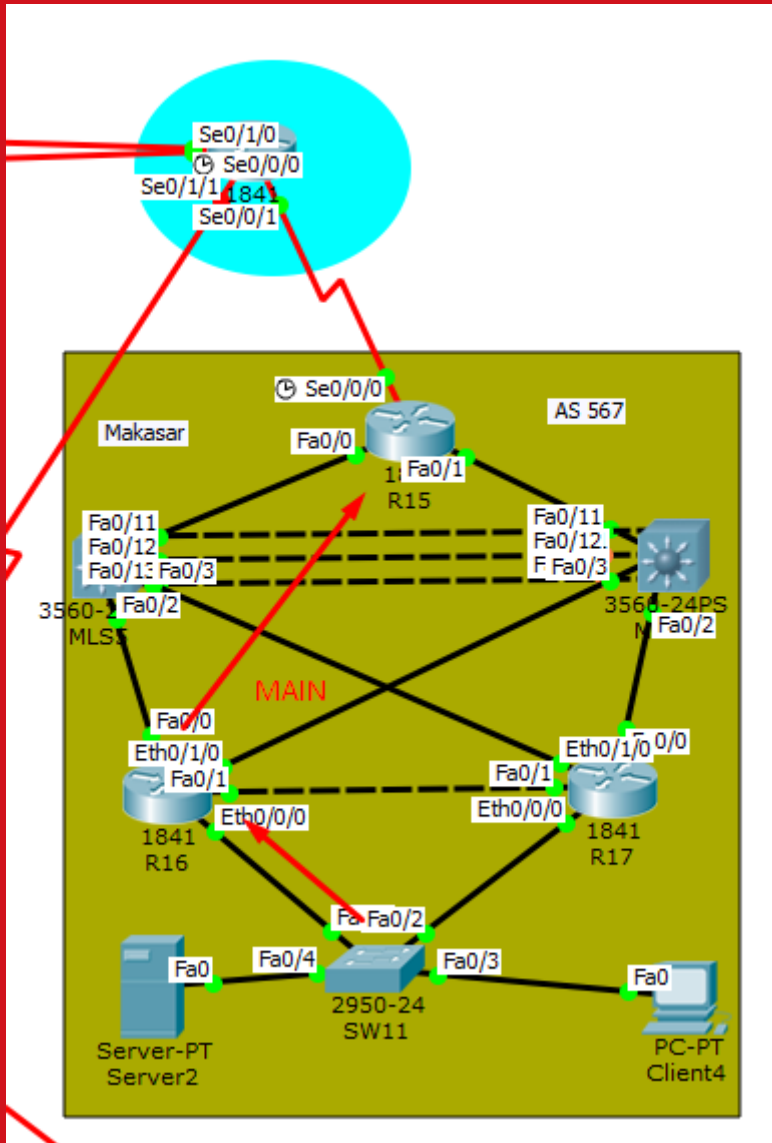 Se0/1/0
Se0/0/0
Se0/1/1
1841
Se0/0/1
Se0/0/0
AS 567
Makasar
Fa0/0
Fa0/1
R15
Fa0/11
Fa0/12
Fa0/13
Fa0/3
Fa0/2
MLS5
Fa0/11
Fa0/12.
Fa0/3
3560-24PS
Fa0/2
MAIN
Fa0/0
Eth0/1/0
Fa0/1
Eth0/0/0
1841
R16
Eth0/1/0
Fa0/1
Eth0/0/0
1841
R17
Fa0/2
Fa0/4
Fa0/3
2950-24
SW11
Fa0
Server-PT
Server2
Fa0
PC-PT
Client4